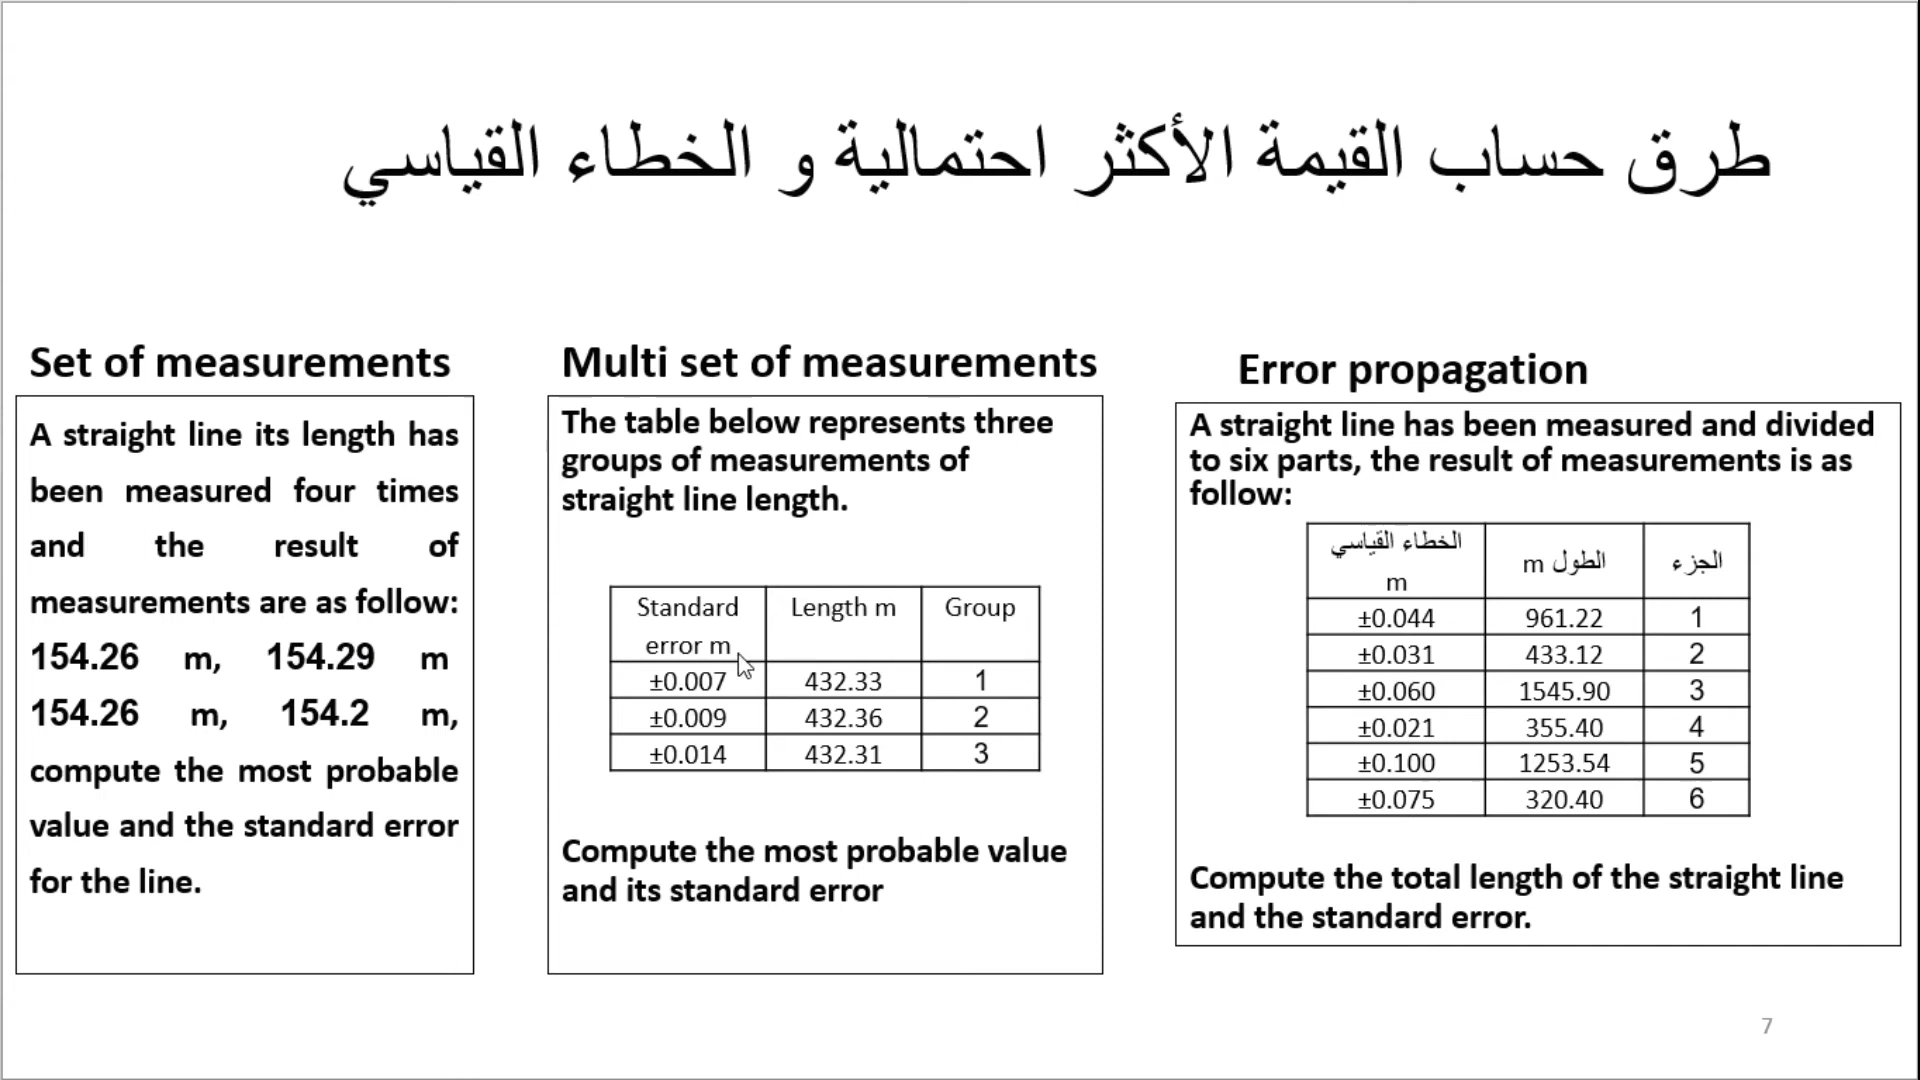 طرق حساب القيمة الأكثر احتمالية و الخطاء القياسي
Set of measurements
A straight line its length has
been measured four times
and the result of
measurements are as follow:
154.26 m, 154.29 m
154.26 m, 154.2 m,
compute the most probable
value and the standard error
for the line.
Multi set of measurements
The table below represents three
groups of measurements of
straight line length.
Standard error m Length m Group
±0.007 432.33 1
±0.009 432.36 2
±0.014 432.31 3
Compute the most probable value
and its standard error
Error propagation
A straight line has been measured and divided
to six parts, the result of measurements is as
follow:
الخطاء القياسي m الطول m الجزء
±0.044 961.22 1
±0.031 433.12 2
±0.060 1545.90 3
±0.021 355.40 4
±0.100 1253.54 5
±0.075 320.40 6
Compute the total length of the straight line
and the standard error.
7